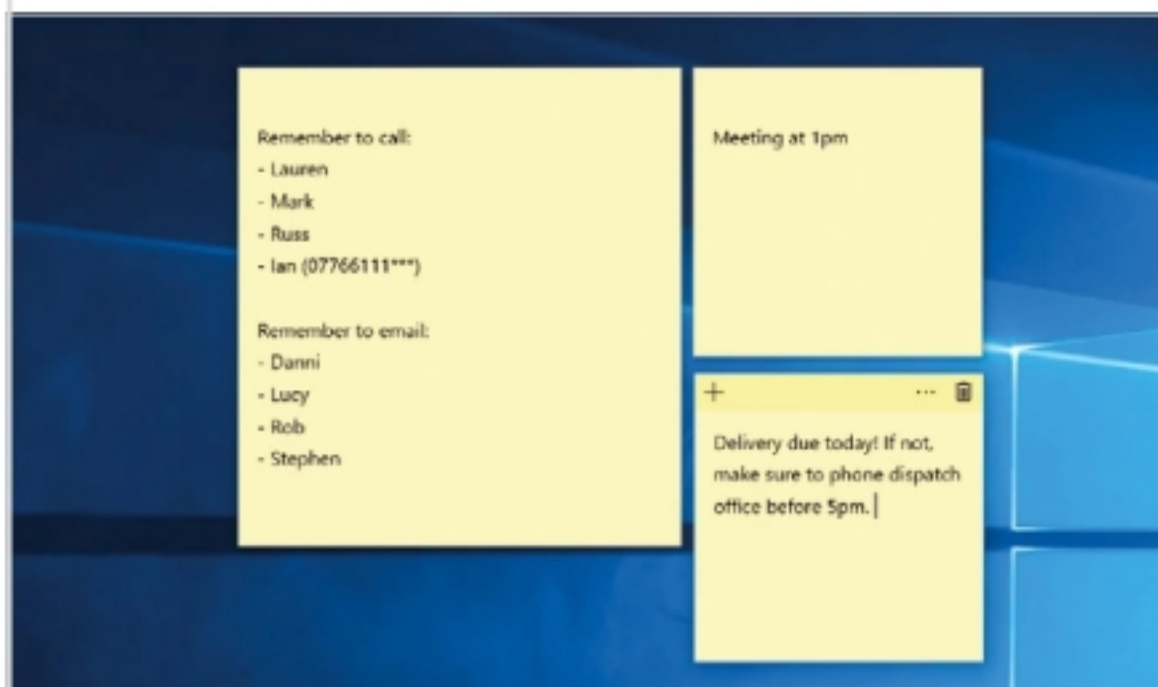 Remember to call:
- Lauren
- Mark
- Russ
- Ian (07766111***)
Remember to email:
- Danni
- Lucy
- Rob
- Stephen
Meeting at 1pm
Delivery due today! If not,
make sure to phone dispatch
office before 5pm.